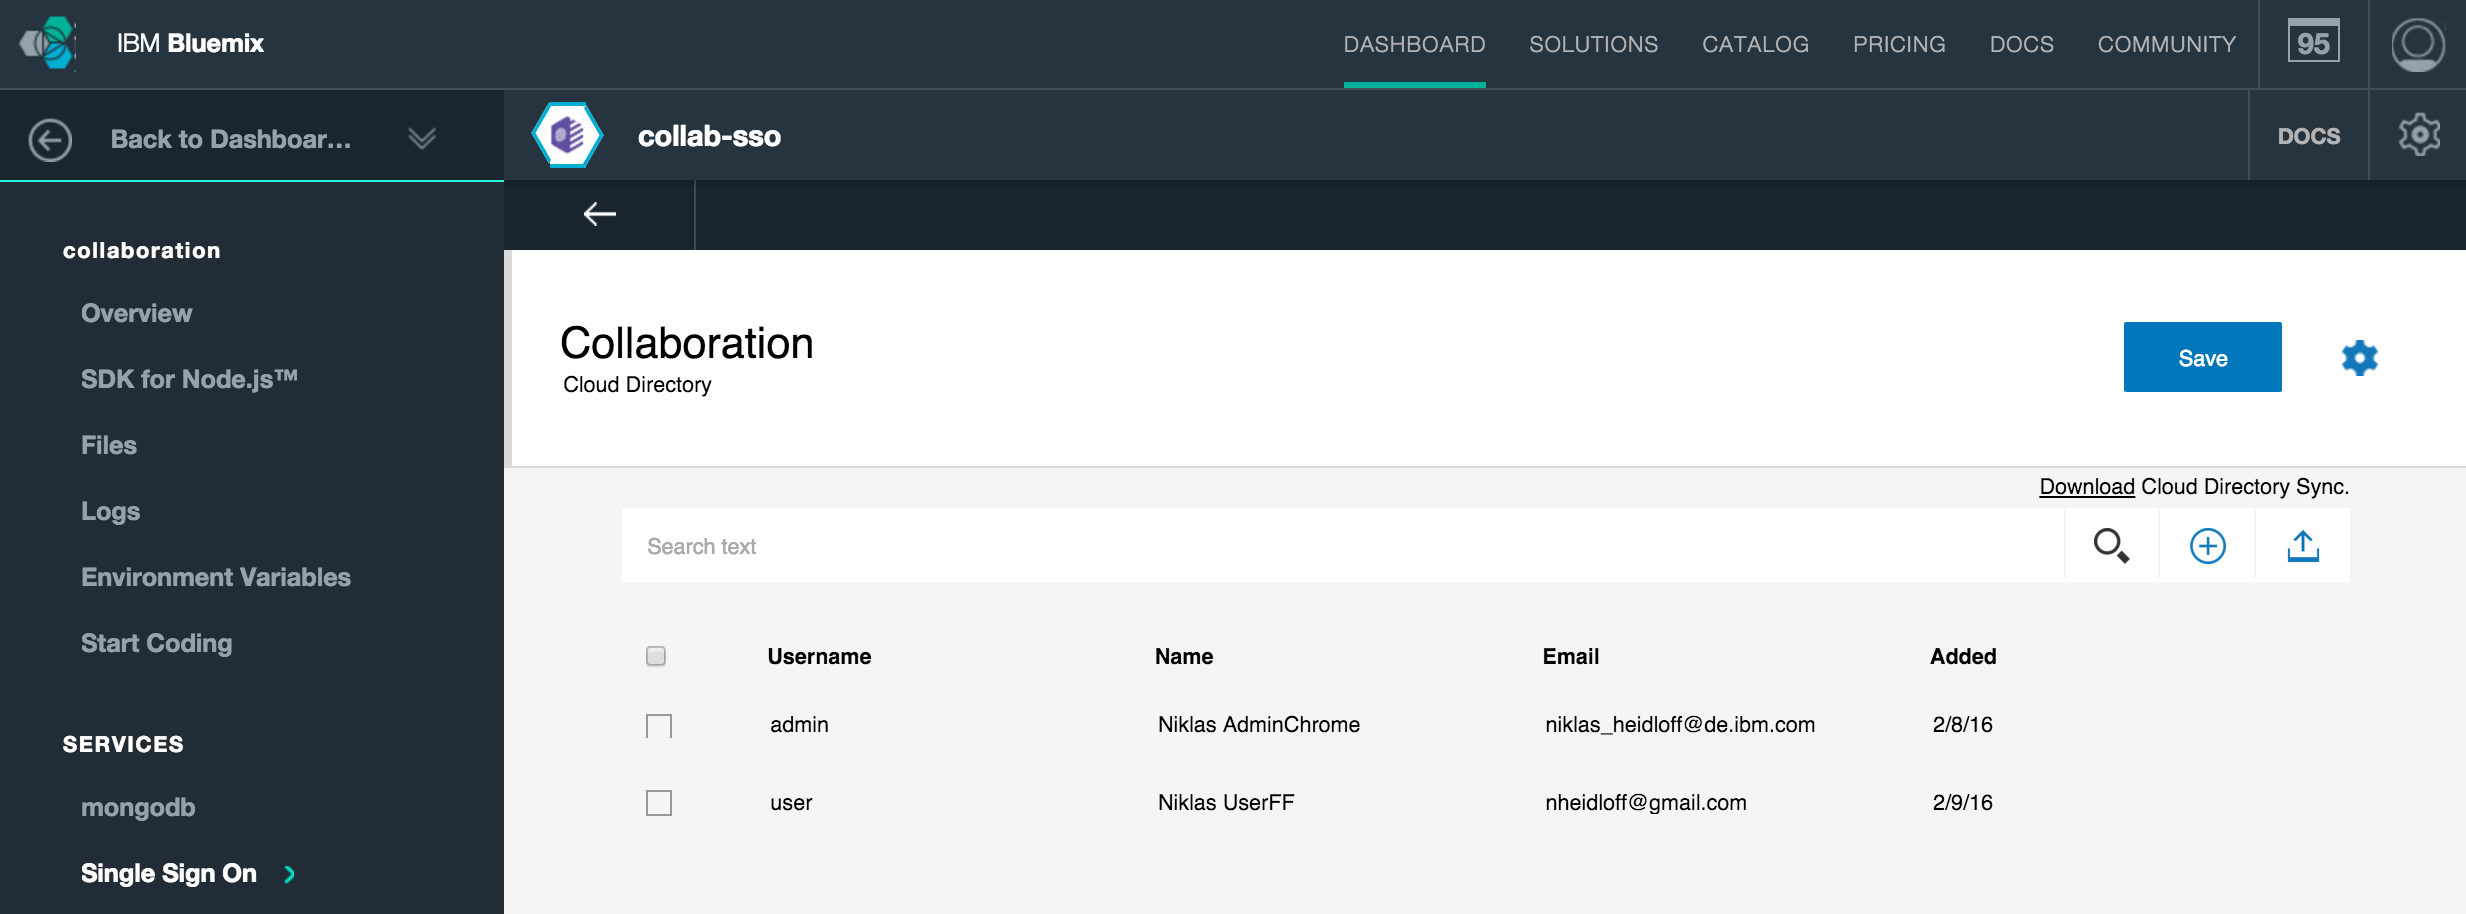 IBM Bluemix
DASHBOARD SOLUTIONS CATALOG PRICING DOCS COMMUNITY 95
Back to Dashboar...
collab-sso
DOCS
collaboration
Overview
SDK for Node.js™
Files
Logs
Environment Variables
Start Coding
SERVICES
mongodb
Single Sign On
Collaboration
Cloud Directory
Save
Download Cloud Directory Sync.
Search text
Username Name Email Added
admin Niklas AdminChrome niklas_heidloff@de.ibm.com 2/8/16
user Niklas UserFF nheidloff@gmail.com 2/9/16